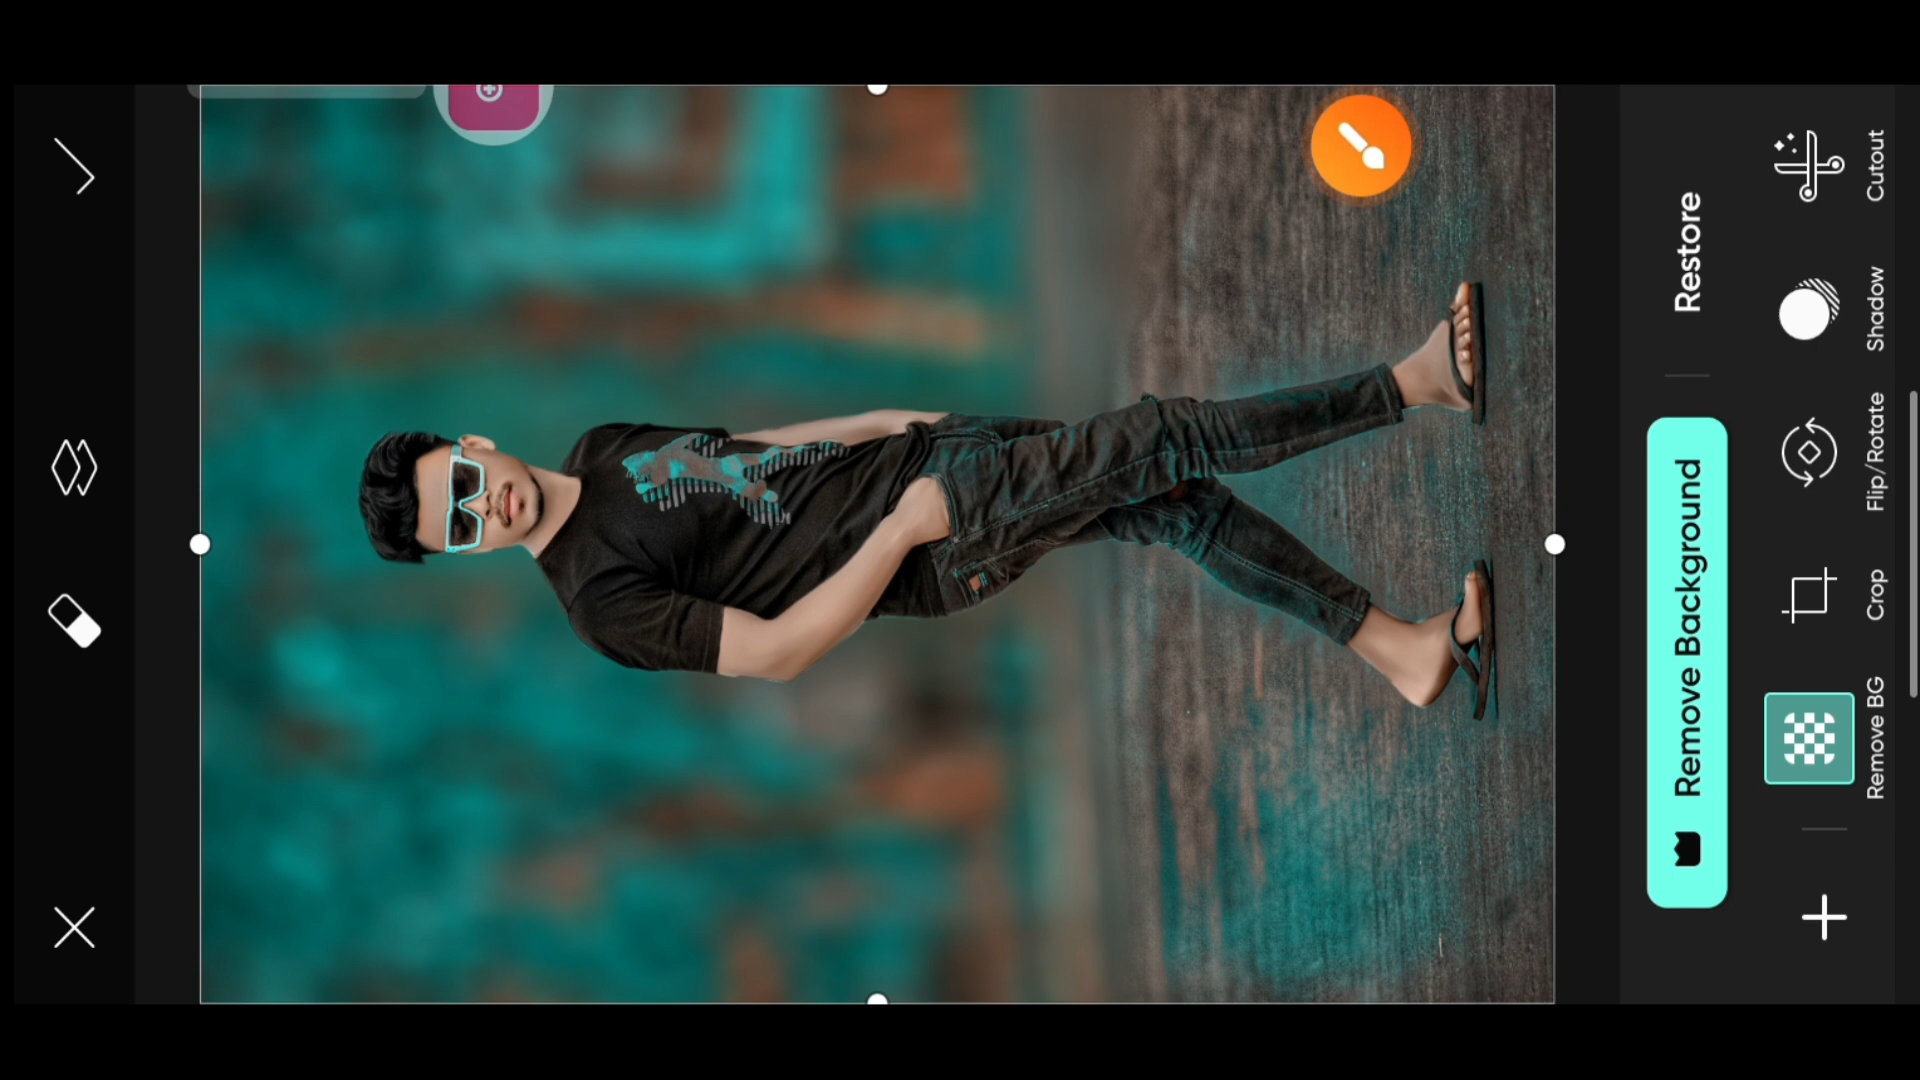 Remove Background
Restore
Remove BG
Crop
Flip/Rotate
Shadow
Cutout